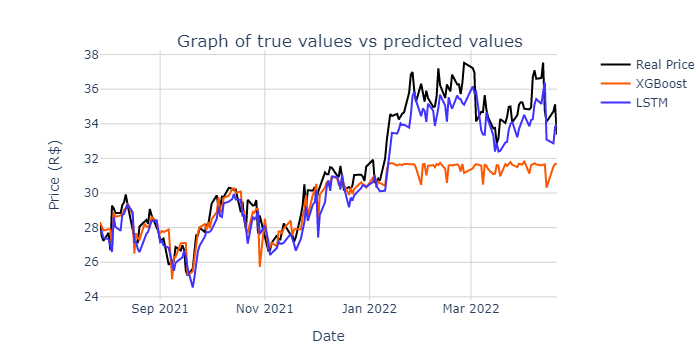 Graph of true values vs predicted values
38
36
34
32
30
28
26
24
Price (R$)
Sep 2021
Nov 2021
Jan 2022
Mar 2022
Date
Real Price
XGBoost
LSTM